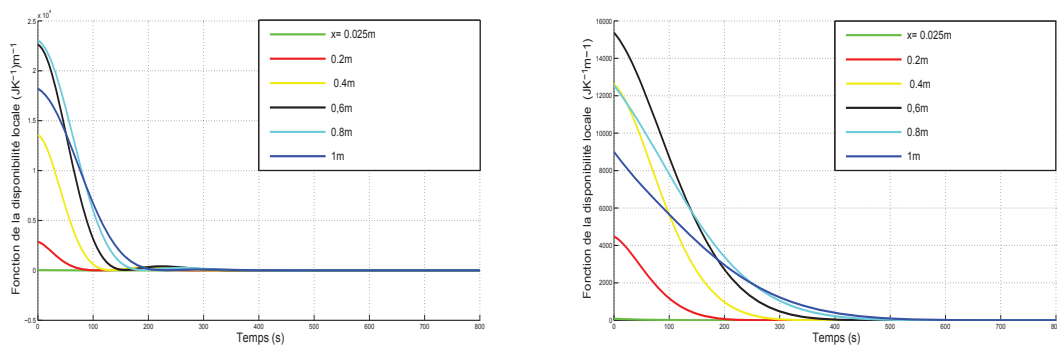 2.5 x 10⁴
2
1.5
1
0.5
0
−0.5
0 100 200 300 400 500 600 700 800
Temps (s)
Fonction de la disponibilité locale (JK⁻¹)m⁻¹
x= 0.025m
0.2m
0.4m
0,6m
0.8m
1m
16000
14000
12000
10000
8000
6000
4000
2000
0
0 100 200 300 400 500 600 700 800
Temps (s)
Fonction de la disponibilité locale (JK⁻¹m−1)
x= 0.025m
0.2m
0.4m
0,6m
0.8m
1m